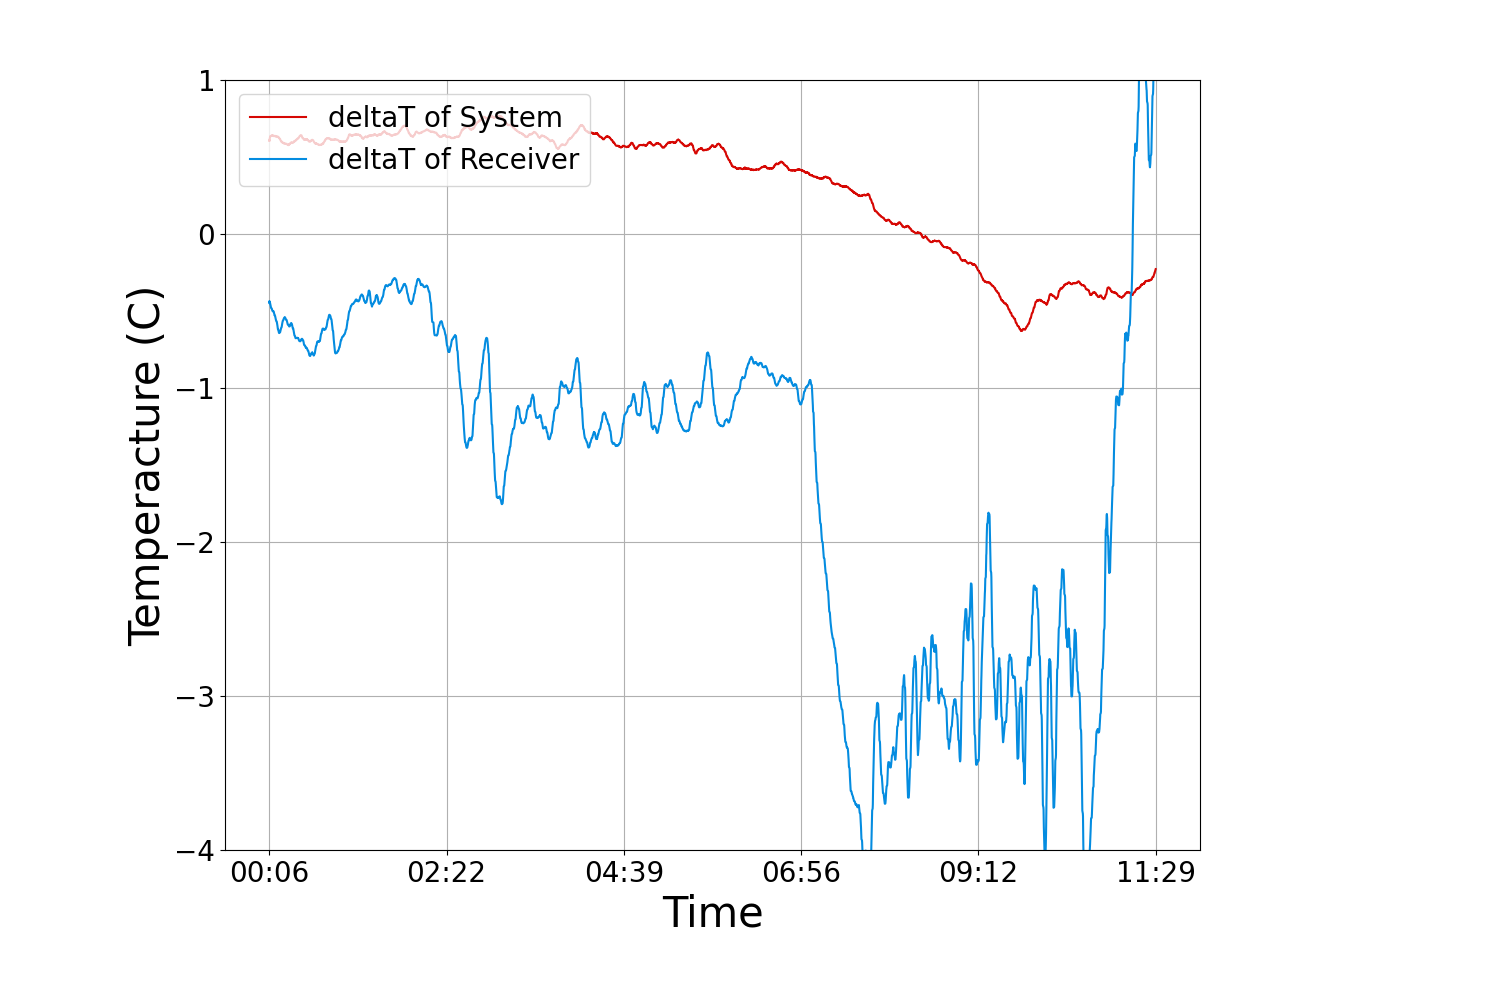 deltaT of System
deltaT of Receiver
1
0
−1
−2
−3
−4
Temperacture (C)
00:06 02:22 04:39 06:56 09:12 11:29
Time